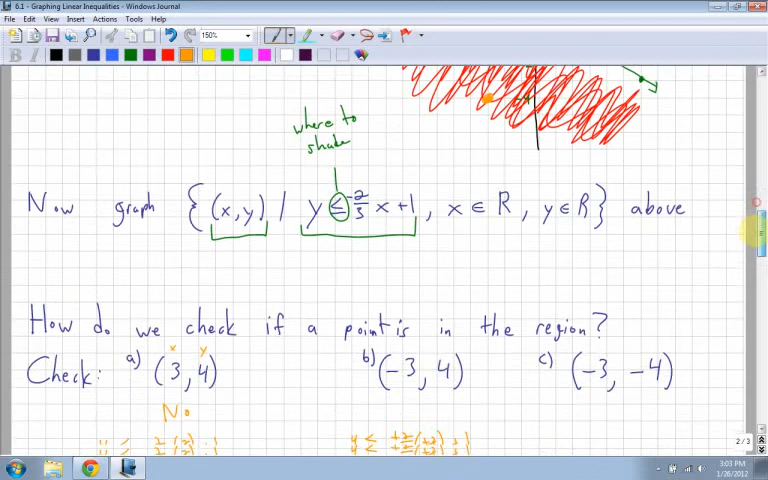 6.1 - Graphing Linear Inequalities - Windows Journal
File Edit View Insert Actions Tools Help
150%
B I
where to
shade
Now graph {(x,y) / y ≤ -2/3 x +1, x ∈ R, y ∈ R} above
How do we check if a point is in the region?
x y
Check: a) (3, 4) b) (-3, 4) c) (-3, -4)
No
2 / 3
3:03 PM
1/26/2012